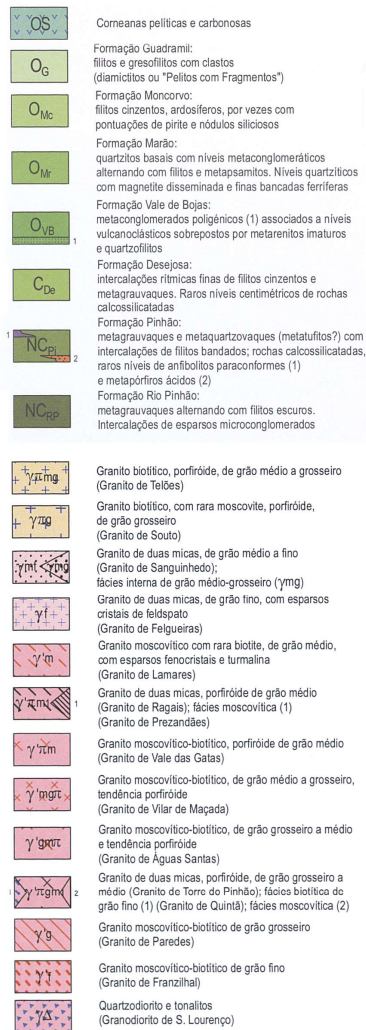 OS
Corneanas pelíticas e carbonosas
Formação Guadramil:
OG
filitos e gresofilitos com clastos
(diamictitos ou "Pelitos com Fragmentos")
Formação Moncorvo:
OMc
filitos cinzentos, ardosíferos, por vezes com
pontuações de pirite e nódulos siliciosos
Formação Marão:
OMr
quartzitos basais com níveis metaconglomeráticos
alternando com filitos e metapsamitos. Níveis quartzíticos
com magnetite disseminada e finas bancadas ferríferas
Formação Vale de Bojas:
OVB
1
metaconglomerados poligénicos (1) associados a níveis
vulcanoclásticos sobrepostos por metarenitos imaturos
e quartzofilitos
Formação Desejosa:
CDe
intercalações rítmicas finas de filitos cinzentos e
metagrauvaques. Raros níveis centimétricos de rochas
calcossilicatadas
Formação Pinhão:
1
NCPi
2
metagrauvaques e metaquartzovaques (metatufitos?) com
intercalações de filitos bandados; rochas calcossilicatadas,
raros níveis de anfibolitos paraconformes (1)
e metapórfiros ácidos (2)
Formação Rio Pinhão:
NCRP
metagrauvaques alternando com filitos escuros.
Intercalações de esparsos microconglomerados
γπmg
Granito biotítico, porfiróide, de grão médio a grosseiro
(Granito de Telões)
γπg
Granito biotítico, com rara moscovite, porfiróide,
de grão grosseiro
(Granito de Souto)
γmf γmg
Granito de duas micas, de grão médio a fino
(Granito de Sanguinhedo);
fácies interna de grão médio-grosseiro (γmg)
γf
Granito de duas micas, de grão fino, com esparsos
cristais de feldspato
(Granito de Felgueiras)
γ'm
Granito moscovítico com rara biotite, de grão médio,
com esparsos fenocristais e turmalina
(Granito de Lamares)
γ'πm1
1
Granito de duas micas, porfiróide de grão médio
(Granito de Ragais); fácies moscovítica (1)
(Granito de Prezandães)
γ'πm
Granito moscovítico-biotítico, porfiróide de grão médio
(Granito de Vale das Gatas)
γ'mgπ
Granito moscovítico-biotítico, de grão médio a grosseiro,
tendência porfiróide
(Granito de Vilar de Maçada)
γ'gmπ
Granito moscovítico-biotítico, de grão grosseiro a médio
e tendência porfiróide
(Granito de Águas Santas)
1
γ'πgm1
2
Granito de duas micas, porfiróide, de grão grosseiro a
médio (Granito de Torre do Pinhão); fácies biotítica de
grão fino (1) (Granito de Quintã); fácies moscovítica (2)
γ'g
Granito moscovítico-biotítico de grão grosseiro
(Granito de Paredes)
γ'f
Granito moscovítico-biotítico de grão fino
(Granito de Franzilhal)
γΔ
Quartzodiorito e tonalitos
(Granodiorito de S. Lourenço)